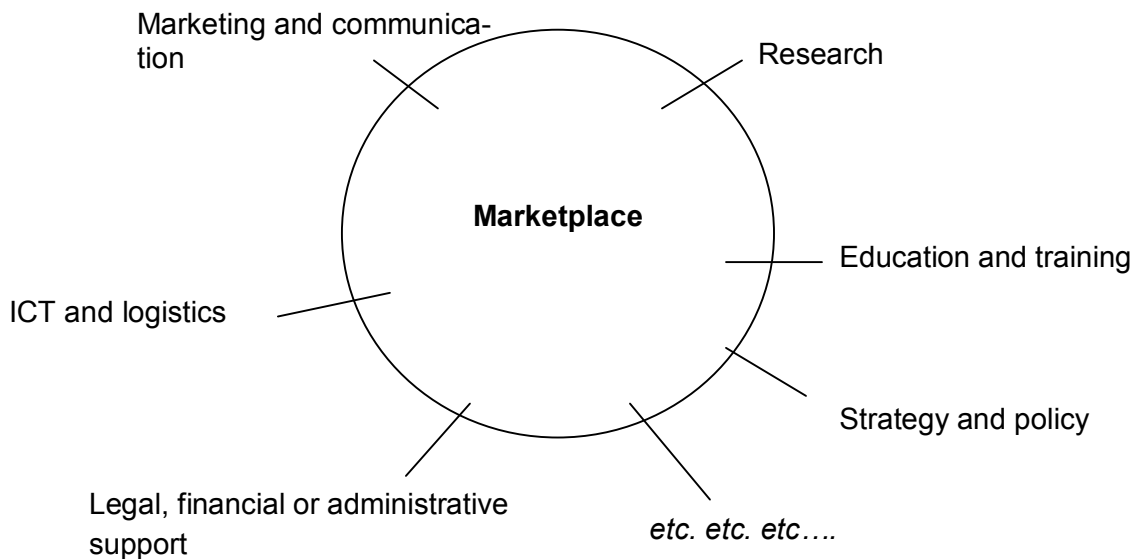 Marketing and communica-
tion
Research
Marketplace
Education and training
ICT and logistics
Strategy and policy
Legal, financial or administrative
support
etc. etc. etc….